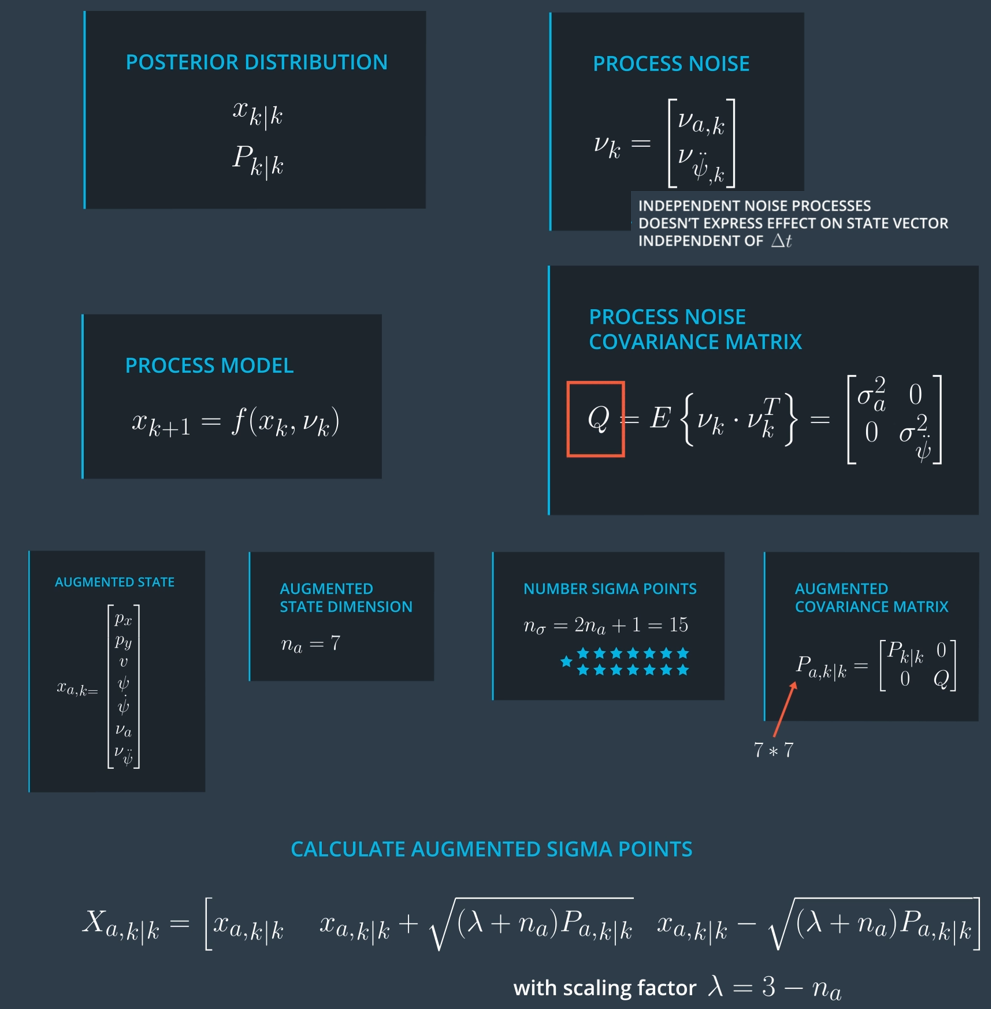 POSTERIOR DISTRIBUTION
x_{k|k}
P_{k|k}
PROCESS NOISE
ν_k = [ν_{a,k}
ν_{ψ̈,k}]
INDEPENDENT NOISE PROCESSES
DOESN'T EXPRESS EFFECT ON STATE VECTOR
INDEPENDENT OF Δt
PROCESS MODEL
x_{k+1} = f(x_k, ν_k)
PROCESS NOISE
COVARIANCE MATRIX
Q = E {ν_k · ν_k^T} = [σ_a^2 0
0 σ_ψ̈^2]
AUGMENTED STATE
x_{a,k=} [p_x
p_y
v
ψ
ψ̇
ν_a
ν_ψ̈]
AUGMENTED
STATE DIMENSION
n_a = 7
NUMBER SIGMA POINTS
n_σ = 2n_a + 1 = 15
AUGMENTED
COVARIANCE MATRIX
P_{a,k|k} = [P_{k|k} 0
0 Q]
7 * 7
CALCULATE AUGMENTED SIGMA POINTS
X_{a,k|k} = [x_{a,k|k} x_{a,k|k} + √((λ + n_a)P_{a,k|k}) x_{a,k|k} − √((λ + n_a)P_{a,k|k})]
with scaling factor λ = 3 − n_a